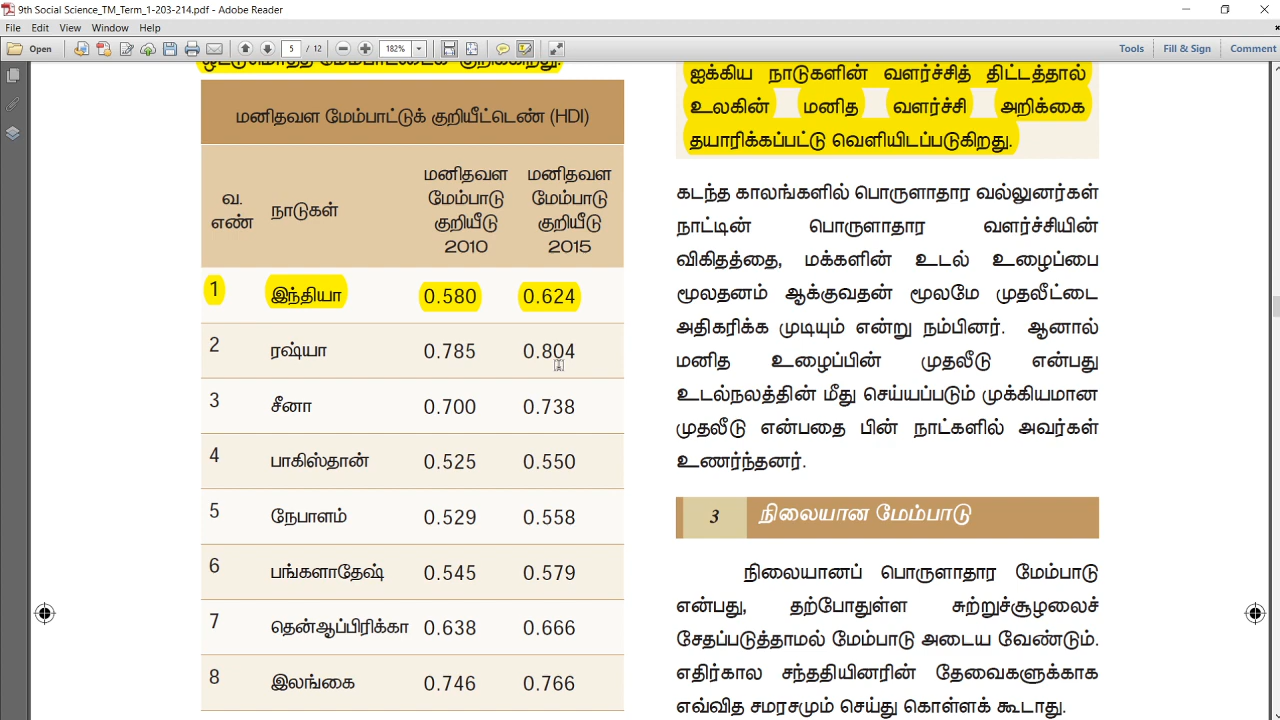 9th Social Science_TM_Term_1-203-214.pdf - Adobe Reader
File Edit View Window Help
Open 5 / 12 182% Tools Fill & Sign Comment
ஒட்டுமொத்த மேம்பாட்டைக் குறிக்கிறது.
மனிதவள மேம்பாட்டுக் குறியீட்டெண் (HDI)
வ. எண் நாடுகள் மனிதவள மேம்பாடு குறியீடு 2010 மனிதவள மேம்பாடு குறியீடு 2015
1 இந்தியா 0.580 0.624
2 ரஷ்யா 0.785 0.804
3 சீனா 0.700 0.738
4 பாகிஸ்தான் 0.525 0.550
5 நேபாளம் 0.529 0.558
6 பங்களாதேஷ் 0.545 0.579
7 தென்ஆப்பிரிக்கா 0.638 0.666
8 இலங்கை 0.746 0.766
ஐக்கிய நாடுகளின் வளர்ச்சித் திட்டத்தால்
உலகின் மனித வளர்ச்சி அறிக்கை
தயாரிக்கப்பட்டு வெளியிடப்படுகிறது.
கடந்த காலங்களில் பொருளாதார வல்லுனர்கள்
நாட்டின் பொருளாதார வளர்ச்சியின்
விகிதத்தை, மக்களின் உடல் உழைப்பை
மூலதனம் ஆக்குவதன் மூலமே முதலீட்டை
அதிகரிக்க முடியும் என்று நம்பினர். ஆனால்
மனித உழைப்பின் முதலீடு என்பது
உடல்நலத்தின் மீது செய்யப்படும் முக்கியமான
முதலீடு என்பதை பின் நாட்களில் அவர்கள்
உணர்ந்தனர்.
3 நிலையான மேம்பாடு
நிலையானப் பொருளாதார மேம்பாடு
என்பது, தற்போதுள்ள சுற்றுச்சூழலைச்
சேதப்படுத்தாமல் மேம்பாடு அடைய வேண்டும்.
எதிர்கால சந்ததியினரின் தேவைகளுக்காக
எவ்வித சமரசமும் செய்து கொள்ளக் கூடாது.